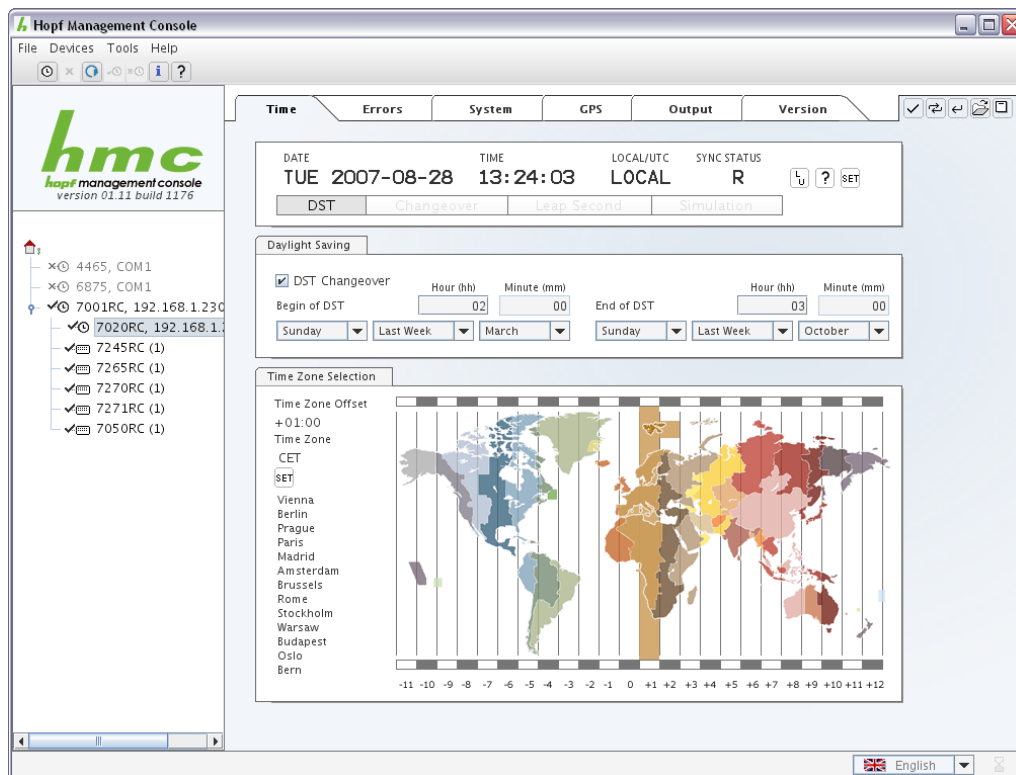 Hopf Management Console
File Devices Tools Help
hmc
hopf management console
version 01.11 build 1176
4465, COM1
6875, COM1
7001RC, 192.168.1.230
7020RC, 192.168.1.2
7245RC (1)
7265RC (1)
7270RC (1)
7271RC (1)
7050RC (1)
Time Errors System GPS Output Version
DATE TIME LOCAL/UTC SYNC STATUS
TUE 2007-08-28 13:24:03 LOCAL R L U ? SET
DST Changeover Leap Second Simulation
Daylight Saving
DST Changeover
Hour (hh) Minute (mm) Hour (hh) Minute (mm)
Begin of DST 02 00 End of DST 03 00
Sunday Last Week March Sunday Last Week October
Time Zone Selection
Time Zone Offset
+01:00
Time Zone
CET
SET
Vienna
Berlin
Prague
Paris
Madrid
Amsterdam
Brussels
Rome
Stockholm
Warsaw
Budapest
Oslo
Bern
-11 -10 -9 -8 -7 -6 -5 -4 -3 -2 -1 0 +1 +2 +3 +4 +5 +6 +7 +8 +9 +10 +11 +12
English